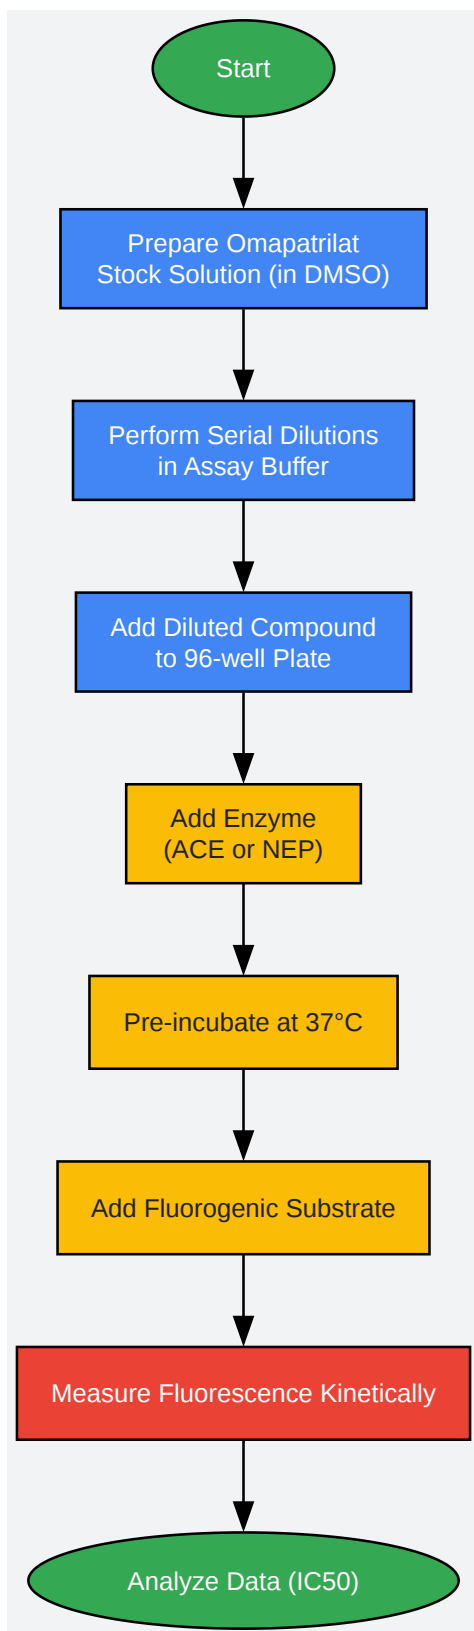 Start
Prepare Omapatrilat
Stock Solution (in DMSO)
Perform Serial Dilutions
in Assay Buffer
Add Diluted Compound
to 96-well Plate
Add Enzyme
(ACE or NEP)
Pre-incubate at 37°C
Add Fluorogenic Substrate
Measure Fluorescence Kinetically
Analyze Data (IC50)